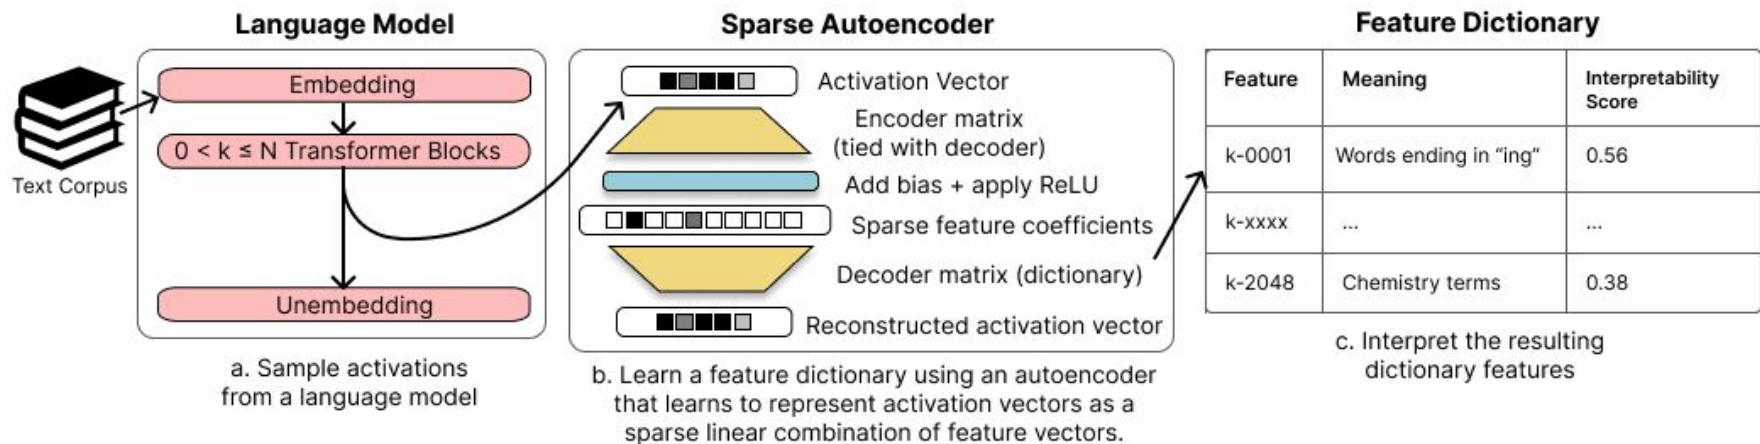 Language Model
Text Corpus
Embedding
0 < k ≤ N Transformer Blocks
Unembedding
a. Sample activations
from a language model
Sparse Autoencoder
Activation Vector
Encoder matrix
(tied with decoder)
Add bias + apply ReLU
Sparse feature coefficients
Decoder matrix (dictionary)
Reconstructed activation vector
b. Learn a feature dictionary using an autoencoder
that learns to represent activation vectors as a
sparse linear combination of feature vectors.
Feature Dictionary
Feature Meaning Interpretability
Score
k-0001 Words ending in “ing” 0.56
k-xxxx ... ...
k-2048 Chemistry terms 0.38
c. Interpret the resulting
dictionary features